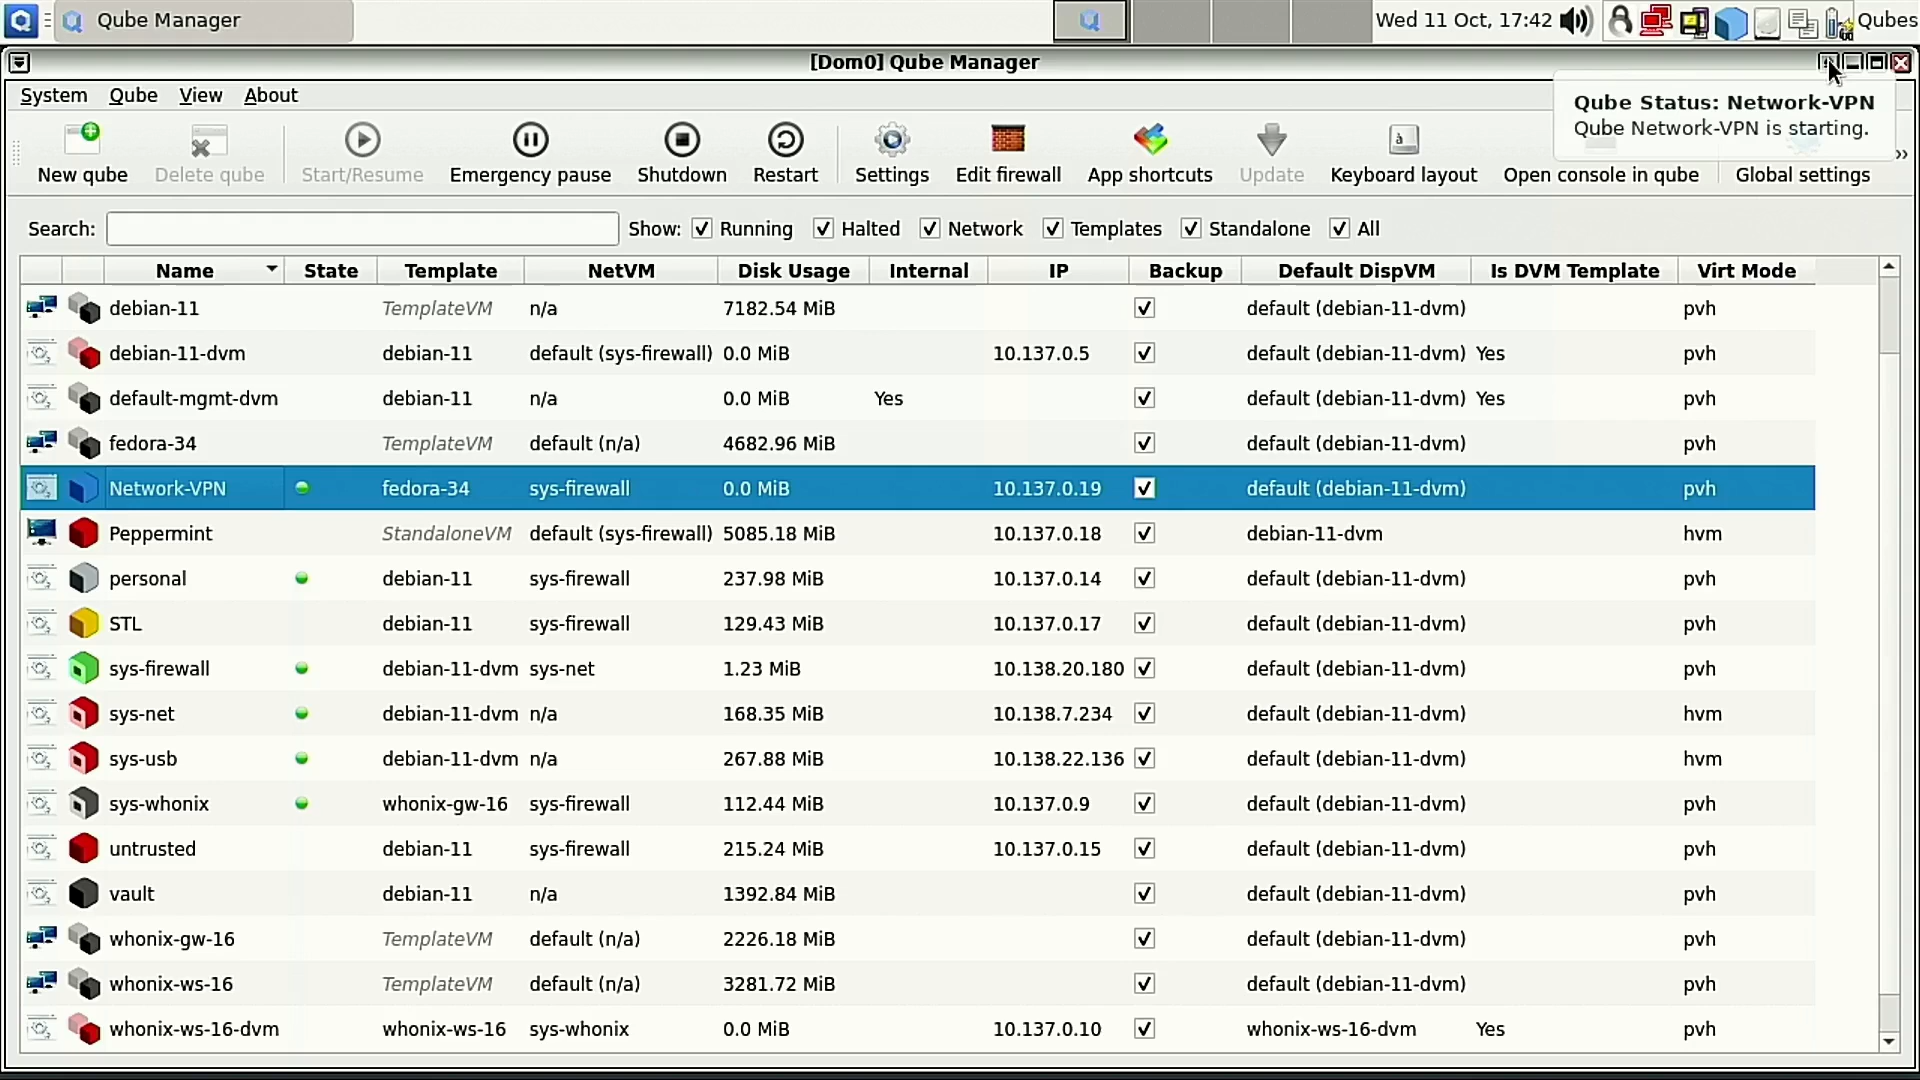 Qube Manager
Wed 11 Oct, 17:42
Qubes
[Dom0] Qube Manager
System Qube View About
Qube Status: Network-VPN
Qube Network-VPN is starting.
New qube Delete qube Start/Resume Emergency pause Shutdown Restart Settings Edit firewall App shortcuts Update Keyboard layout Open console in qube Global settings
Search: Show: Running Halted Network Templates Standalone All
Name State Template NetVM Disk Usage Internal IP Backup Default DispVM Is DVM Template Virt Mode
debian-11 TemplateVM n/a 7182.54 MiB default (debian-11-dvm) pvh
debian-11-dvm debian-11 default (sys-firewall) 0.0 MiB 10.137.0.5 default (debian-11-dvm) Yes pvh
default-mgmt-dvm debian-11 n/a 0.0 MiB Yes default (debian-11-dvm) Yes pvh
fedora-34 TemplateVM default (n/a) 4682.96 MiB default (debian-11-dvm) pvh
Network-VPN fedora-34 sys-firewall 0.0 MiB 10.137.0.19 default (debian-11-dvm) pvh
Peppermint StandaloneVM default (sys-firewall) 5085.18 MiB 10.137.0.18 debian-11-dvm hvm
personal debian-11 sys-firewall 237.98 MiB 10.137.0.14 default (debian-11-dvm) pvh
STL debian-11 sys-firewall 129.43 MiB 10.137.0.17 default (debian-11-dvm) pvh
sys-firewall debian-11-dvm sys-net 1.23 MiB 10.138.20.180 default (debian-11-dvm) pvh
sys-net debian-11-dvm n/a 168.35 MiB 10.138.7.234 default (debian-11-dvm) hvm
sys-usb debian-11-dvm n/a 267.88 MiB 10.138.22.136 default (debian-11-dvm) hvm
sys-whonix whonix-gw-16 sys-firewall 112.44 MiB 10.137.0.9 default (debian-11-dvm) pvh
untrusted debian-11 sys-firewall 215.24 MiB 10.137.0.15 default (debian-11-dvm) pvh
vault debian-11 n/a 1392.84 MiB default (debian-11-dvm) pvh
whonix-gw-16 TemplateVM default (n/a) 2226.18 MiB default (debian-11-dvm) pvh
whonix-ws-16 TemplateVM default (n/a) 3281.72 MiB default (debian-11-dvm) pvh
whonix-ws-16-dvm whonix-ws-16 sys-whonix 0.0 MiB 10.137.0.10 whonix-ws-16-dvm Yes pvh